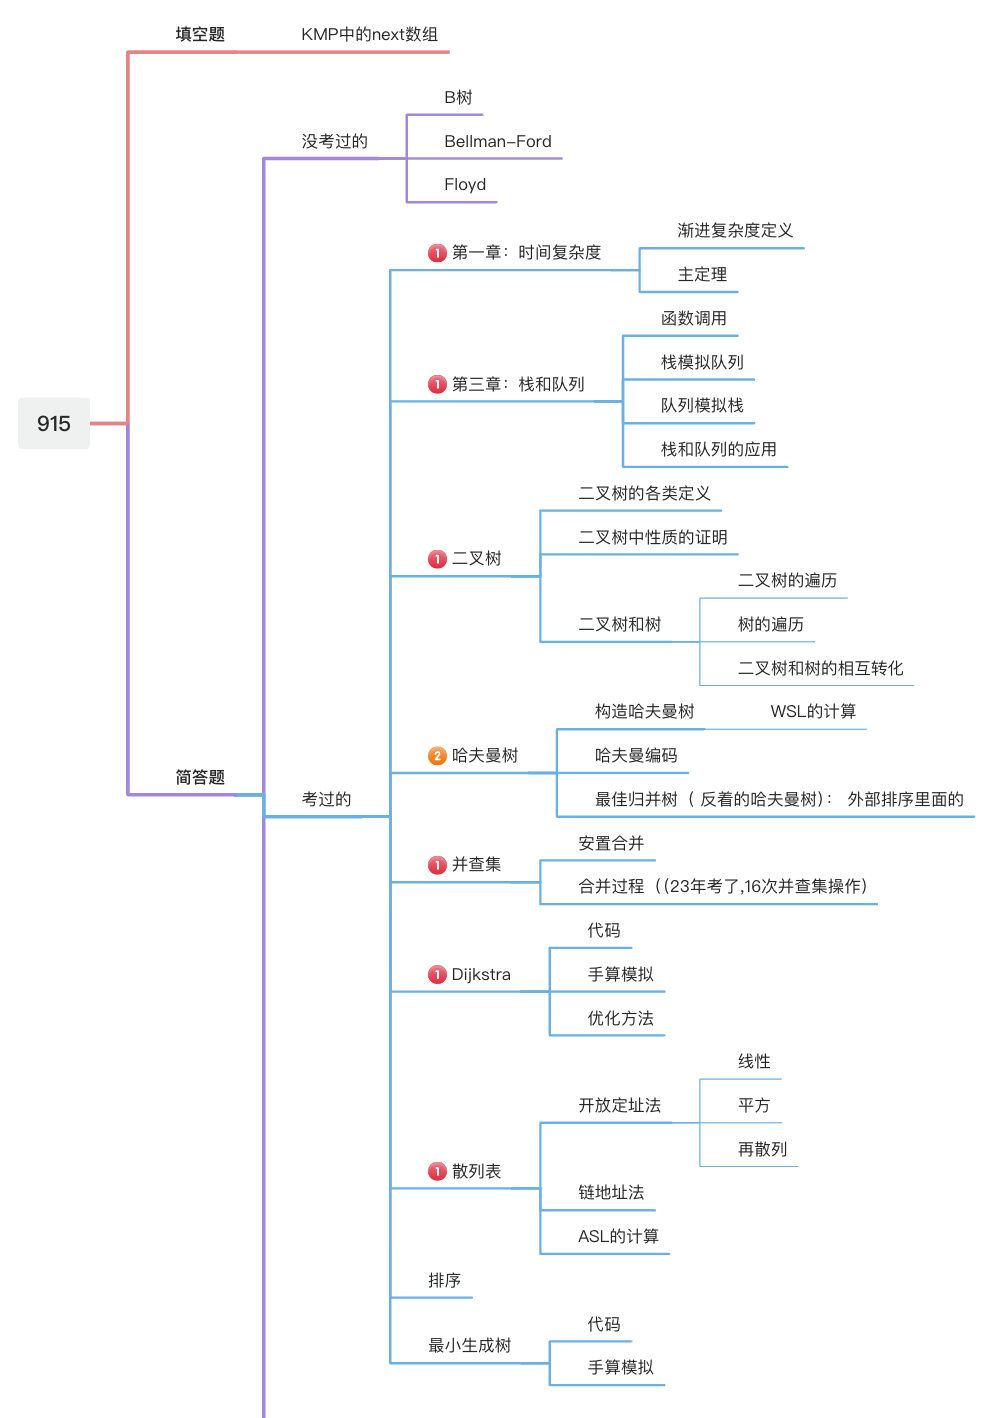 填空题
KMP中的next数组
B树
没考过的
Bellman-Ford
Floyd
渐进复杂度定义
1 第一章：时间复杂度
主定理
函数调用
栈模拟队列
1 第三章：栈和队列
队列模拟栈
915
栈和队列的应用
二叉树的各类定义
二叉树中性质的证明
1 二叉树
二叉树的遍历
二叉树和树
树的遍历
二叉树和树的相互转化
构造哈夫曼树
WSL的计算
2 哈夫曼树
哈夫曼编码
简答题
考过的
最佳归并树（ 反着的哈夫曼树）： 外部排序里面的
安置合并
1 并查集
合并过程（（23年考了,16次并查集操作）
代码
1 Dijkstra
手算模拟
优化方法
线性
开放定址法
平方
再散列
1 散列表
链地址法
ASL的计算
排序
代码
最小生成树
手算模拟